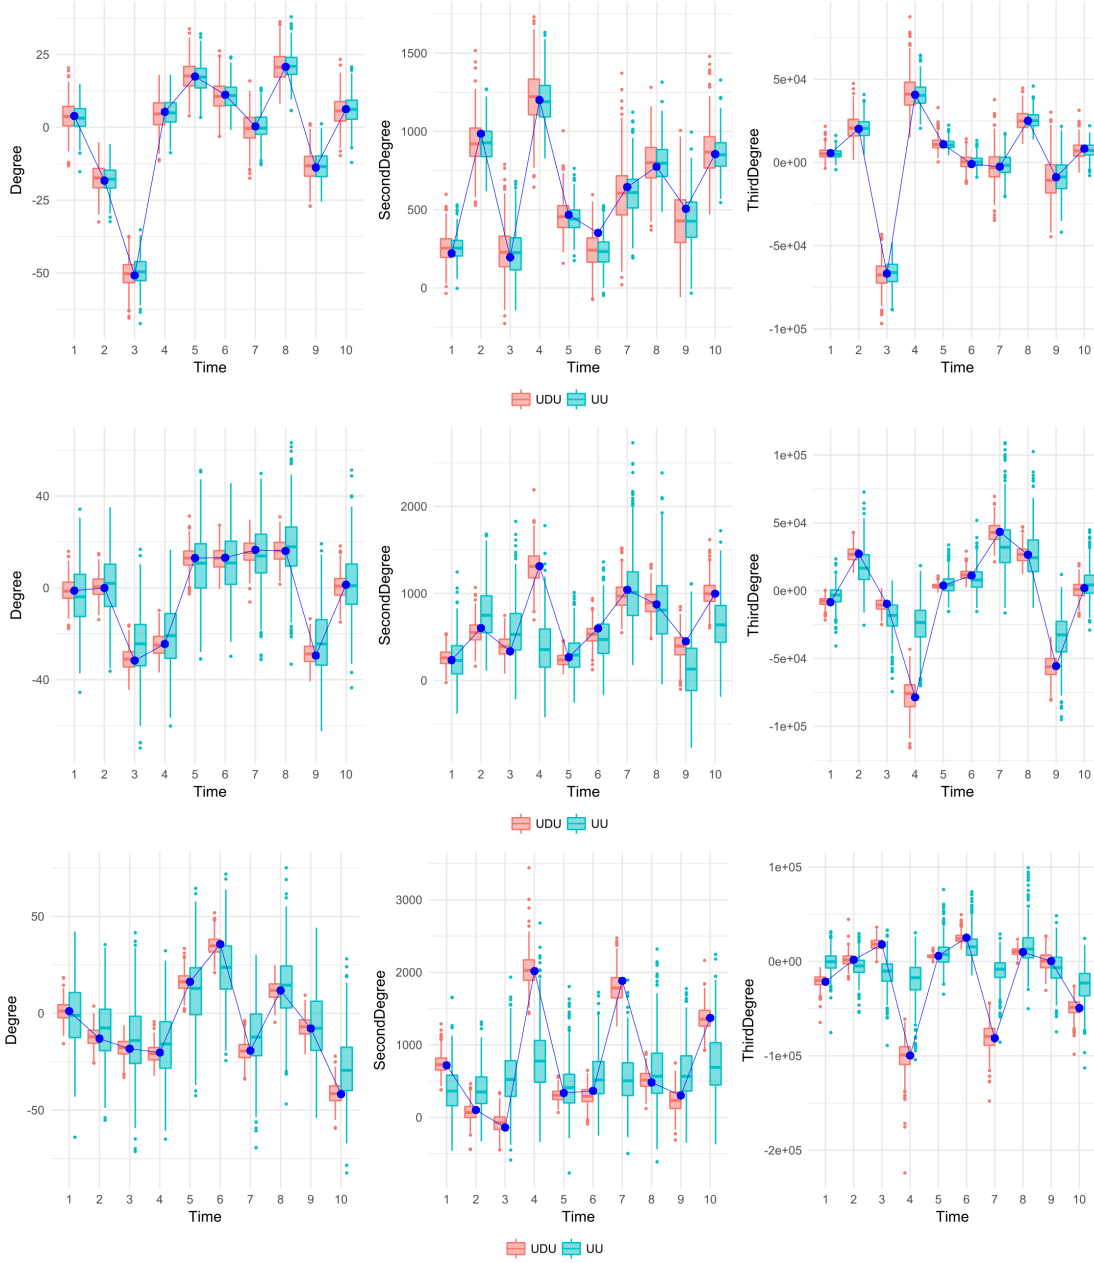 Degree
25
0
-25
-50
1 2 3 4 5 6 7 8 9 10
Time
SecondDegree
1500
1000
500
0
1 2 3 4 5 6 7 8 9 10
Time
ThirdDegree
5e+04
0e+00
-5e+04
-1e+05
1 2 3 4 5 6 7 8 9 10
Time
UDU UU
Degree
40
0
-40
1 2 3 4 5 6 7 8 9 10
Time
SecondDegree
2000
1000
0
1 2 3 4 5 6 7 8 9 10
Time
ThirdDegree
1e+05
5e+04
0e+00
-5e+04
-1e+05
1 2 3 4 5 6 7 8 9 10
Time
UDU UU
Degree
50
0
-50
1 2 3 4 5 6 7 8 9 10
Time
SecondDegree
3000
2000
1000
0
1 2 3 4 5 6 7 8 9 10
Time
ThirdDegree
1e+05
0e+00
-1e+05
-2e+05
1 2 3 4 5 6 7 8 9 10
Time
UDU UU